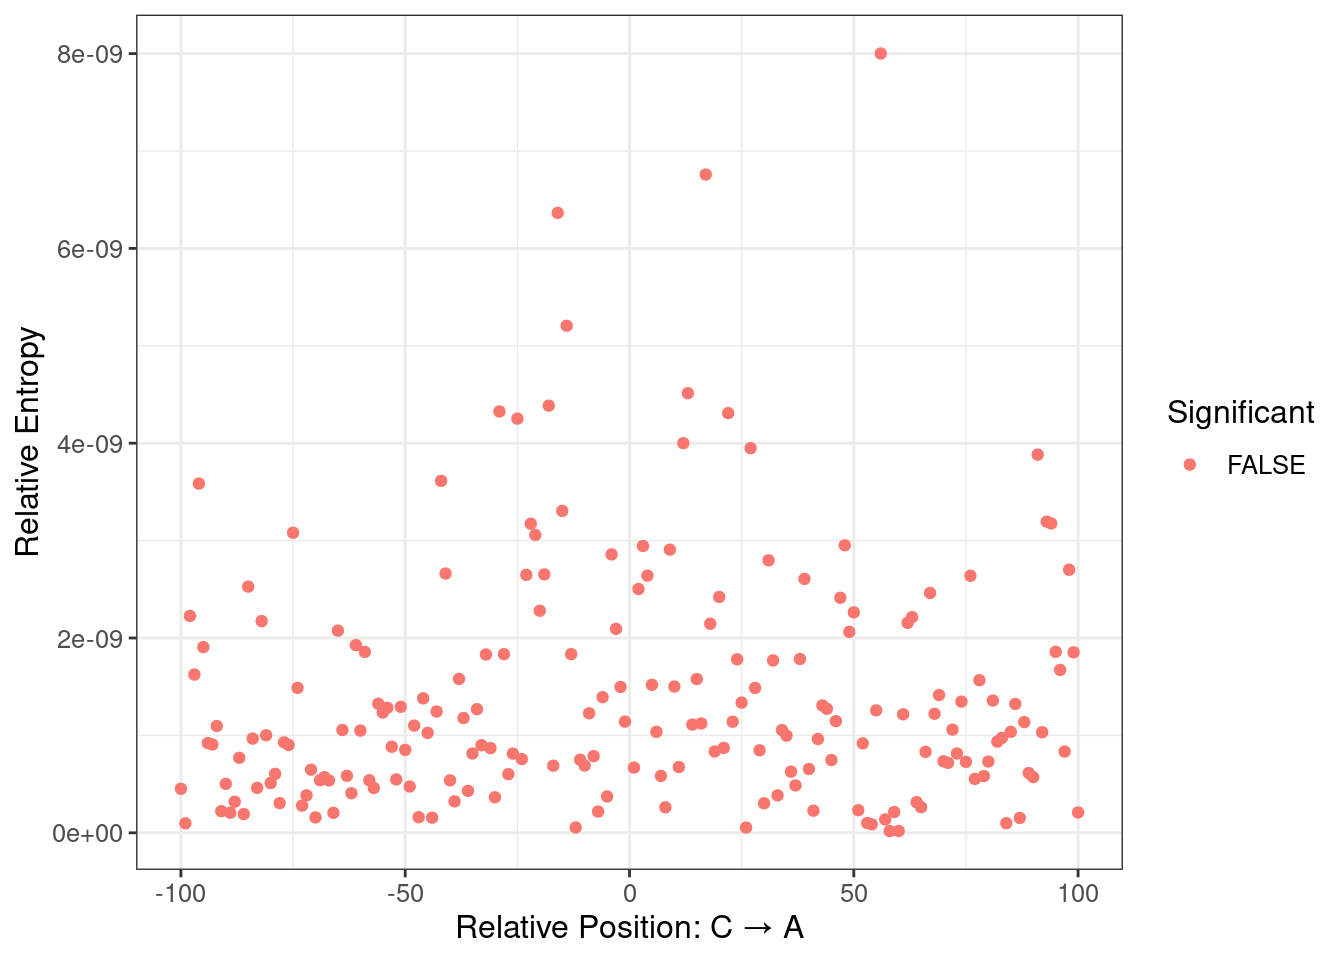 8e-09
6e-09
4e-09
2e-09
0e+00
-100
-50
0
50
100
Relative Entropy
Relative Position: C → A
Significant
FALSE